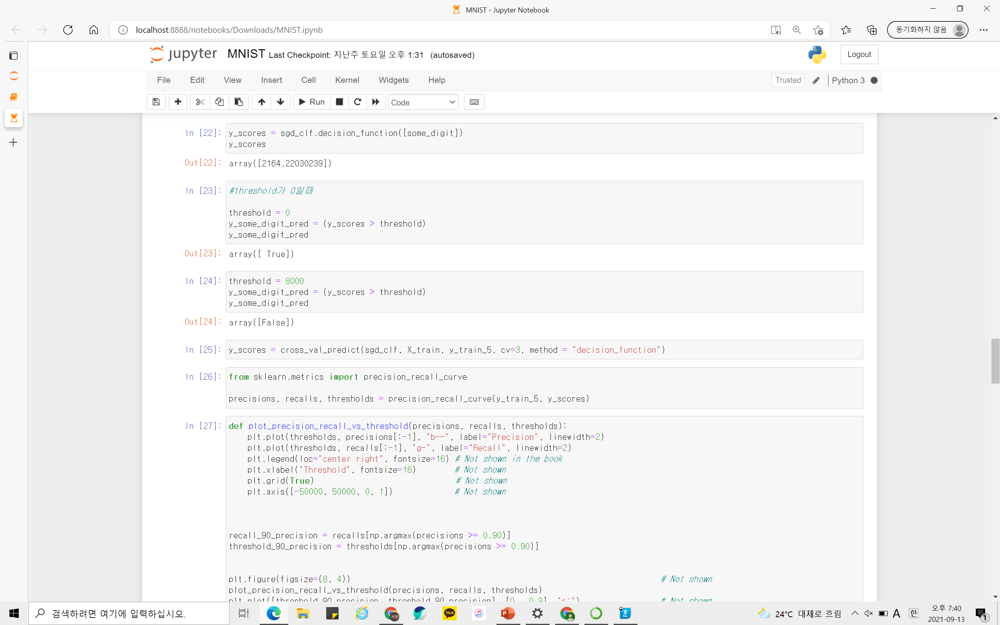 MNIST - Jupyter Notebook
localhost:8888/notebooks/Downloads/MNIST.ipynb
동기화하지 않음
jupyter MNIST Last Checkpoint: 지난주 토요일 오후 1:31 (autosaved)
Logout
File Edit View Insert Cell Kernel Widgets Help
Trusted Python 3
Run Code
In [22]: y_scores = sgd_clf.decision_function([some_digit])
y_scores
Out[22]: array([2164.22030239])
In [23]: #threshold가 0일때
threshold = 0
y_some_digit_pred = (y_scores > threshold)
y_some_digit_pred
Out[23]: array([ True])
In [24]: threshold = 8000
y_some_digit_pred = (y_scores > threshold)
y_some_digit_pred
Out[24]: array([False])
In [25]: y_scores = cross_val_predict(sgd_clf, X_train, y_train_5, cv=3, method = "decision_function")
In [26]: from sklearn.metrics import precision_recall_curve
precisions, recalls, thresholds = precision_recall_curve(y_train_5, y_scores)
In [27]: def plot_precision_recall_vs_threshold(precisions, recalls, thresholds):
plt.plot(thresholds, precisions[:-1], "b--", label="Precision", linewidth=2)
plt.plot(thresholds, recalls[:-1], "g-", label="Recall", linewidth=2)
plt.legend(loc="center right", fontsize=16) # Not shown in the book
plt.xlabel("Threshold", fontsize=16) # Not shown
plt.grid(True) # Not shown
plt.axis([-50000, 50000, 0, 1]) # Not shown
recall_90_precision = recalls[np.argmax(precisions >= 0.90)]
threshold_90_precision = thresholds[np.argmax(precisions >= 0.90)]
plt.figure(figsize=(8, 4)) # Not shown
plot_precision_recall_vs_threshold(precisions, recalls, thresholds)
plt.plot([threshold_90_precision, threshold_90_precision], [0., 0.9], "r:") # Not shown
검색하려면 여기에 입력하십시오.
서영
TALK
24°C 대체로 흐림
A
한
오후 7:40
2021-09-13
1